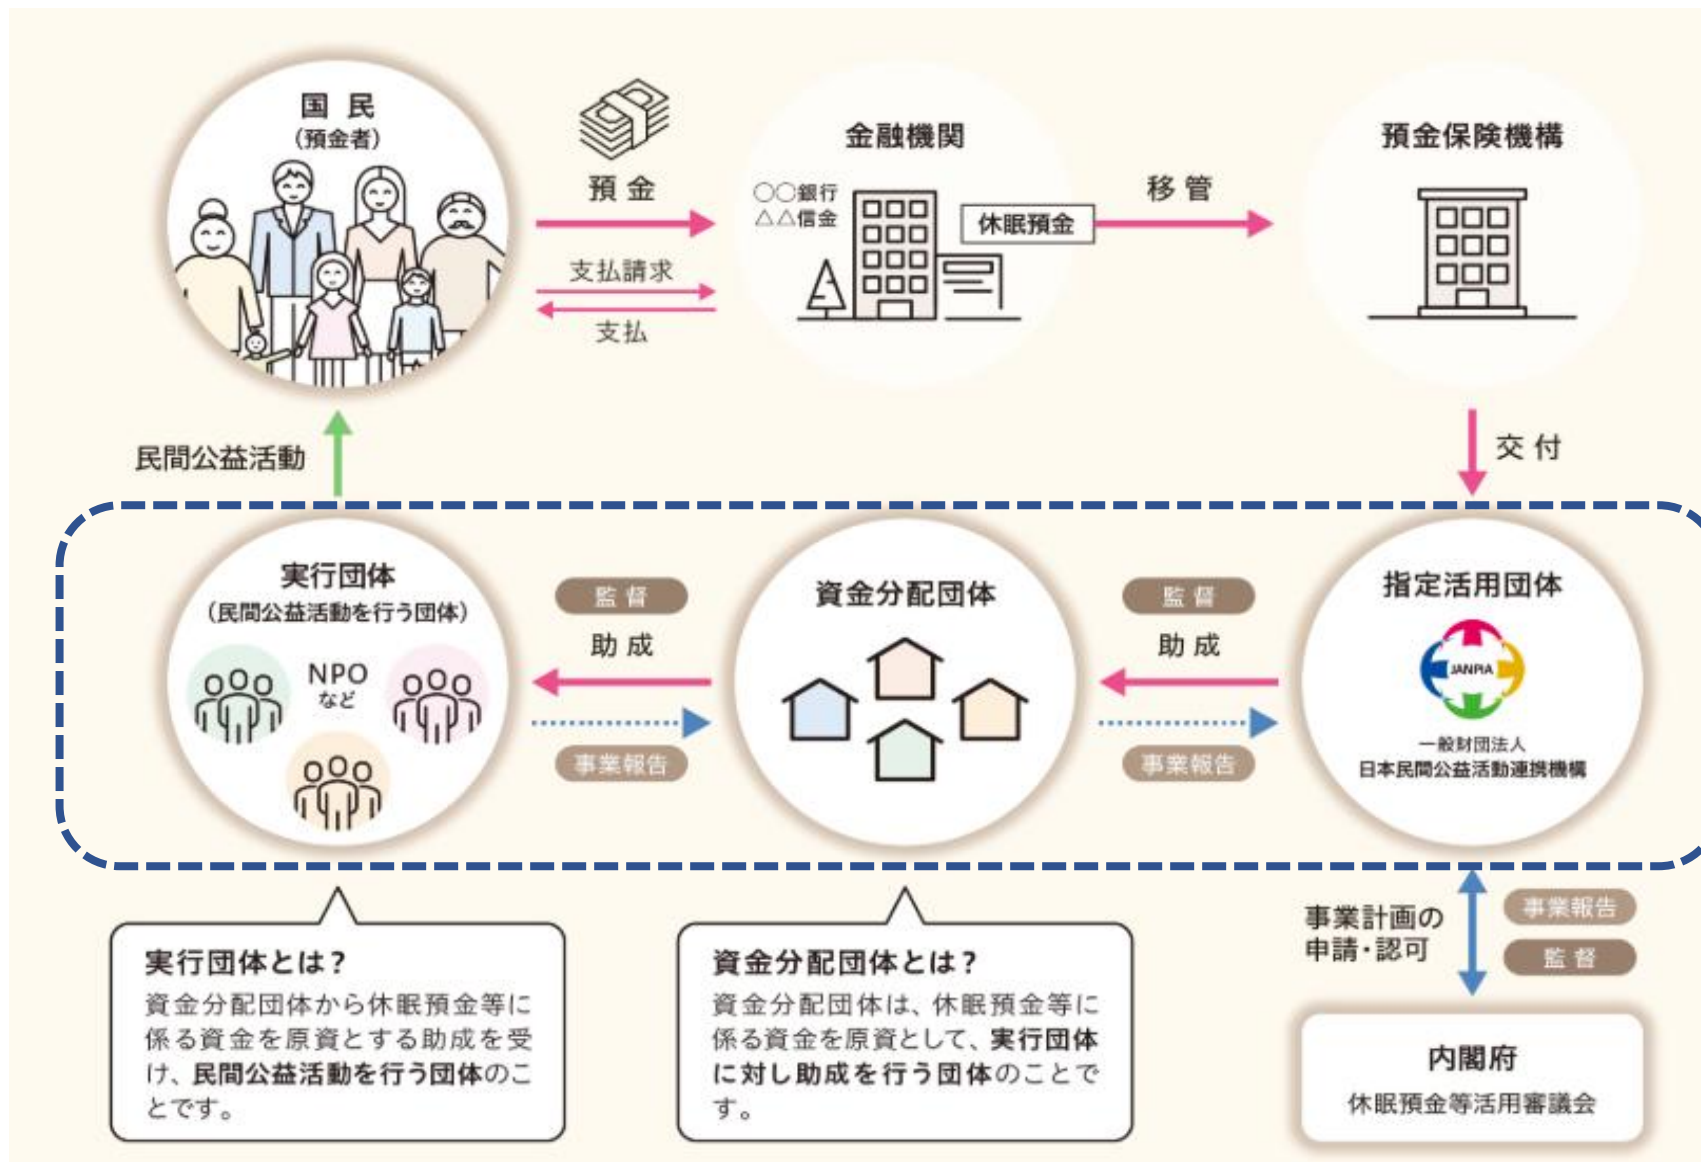 国民
(預金者)
預金
支払請求
支払
金融機関
〇〇銀行
△△信金
休眠預金
移管
預金保険機構
交付
民間公益活動
実行団体
(民間公益活動を行う団体)
NPO
など
監督
助成
事業報告
資金分配団体
監督
助成
事業報告
指定活用団体
JANPIA
一般財団法人
日本民間公益活動連携機構
実行団体とは?
資金分配団体から休眠預金等に
係る資金を原資とする助成を受
け、民間公益活動を行う団体のこ
とです。
資金分配団体とは?
資金分配団体は、休眠預金等に
係る資金を原資として、実行団体
に対し助成を行う団体のことで
す。
事業計画の
申請・認可
事業報告
監督
内閣府
休眠預金等活用審議会